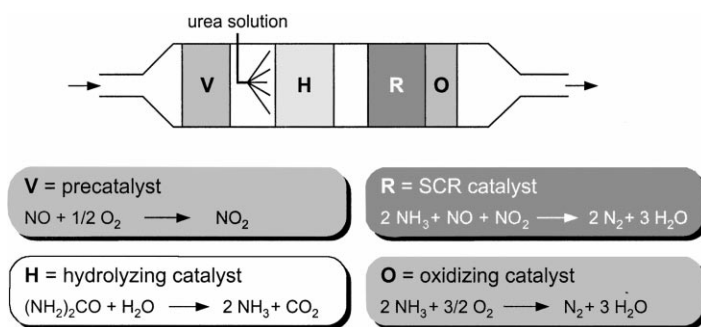 urea solution
V
H
R
O
V = precatalyst
NO + 1/2 O₂ ⟶ NO₂
R = SCR catalyst
2 NH₃ + NO + NO₂ ⟶ 2 N₂ + 3 H₂O
H = hydrolyzing catalyst
(NH₂)₂CO + H₂O ⟶ 2 NH₃ + CO₂
O = oxidizing catalyst
2 NH₃ + 3/2 O₂ ⟶ N₂ + 3 H₂O